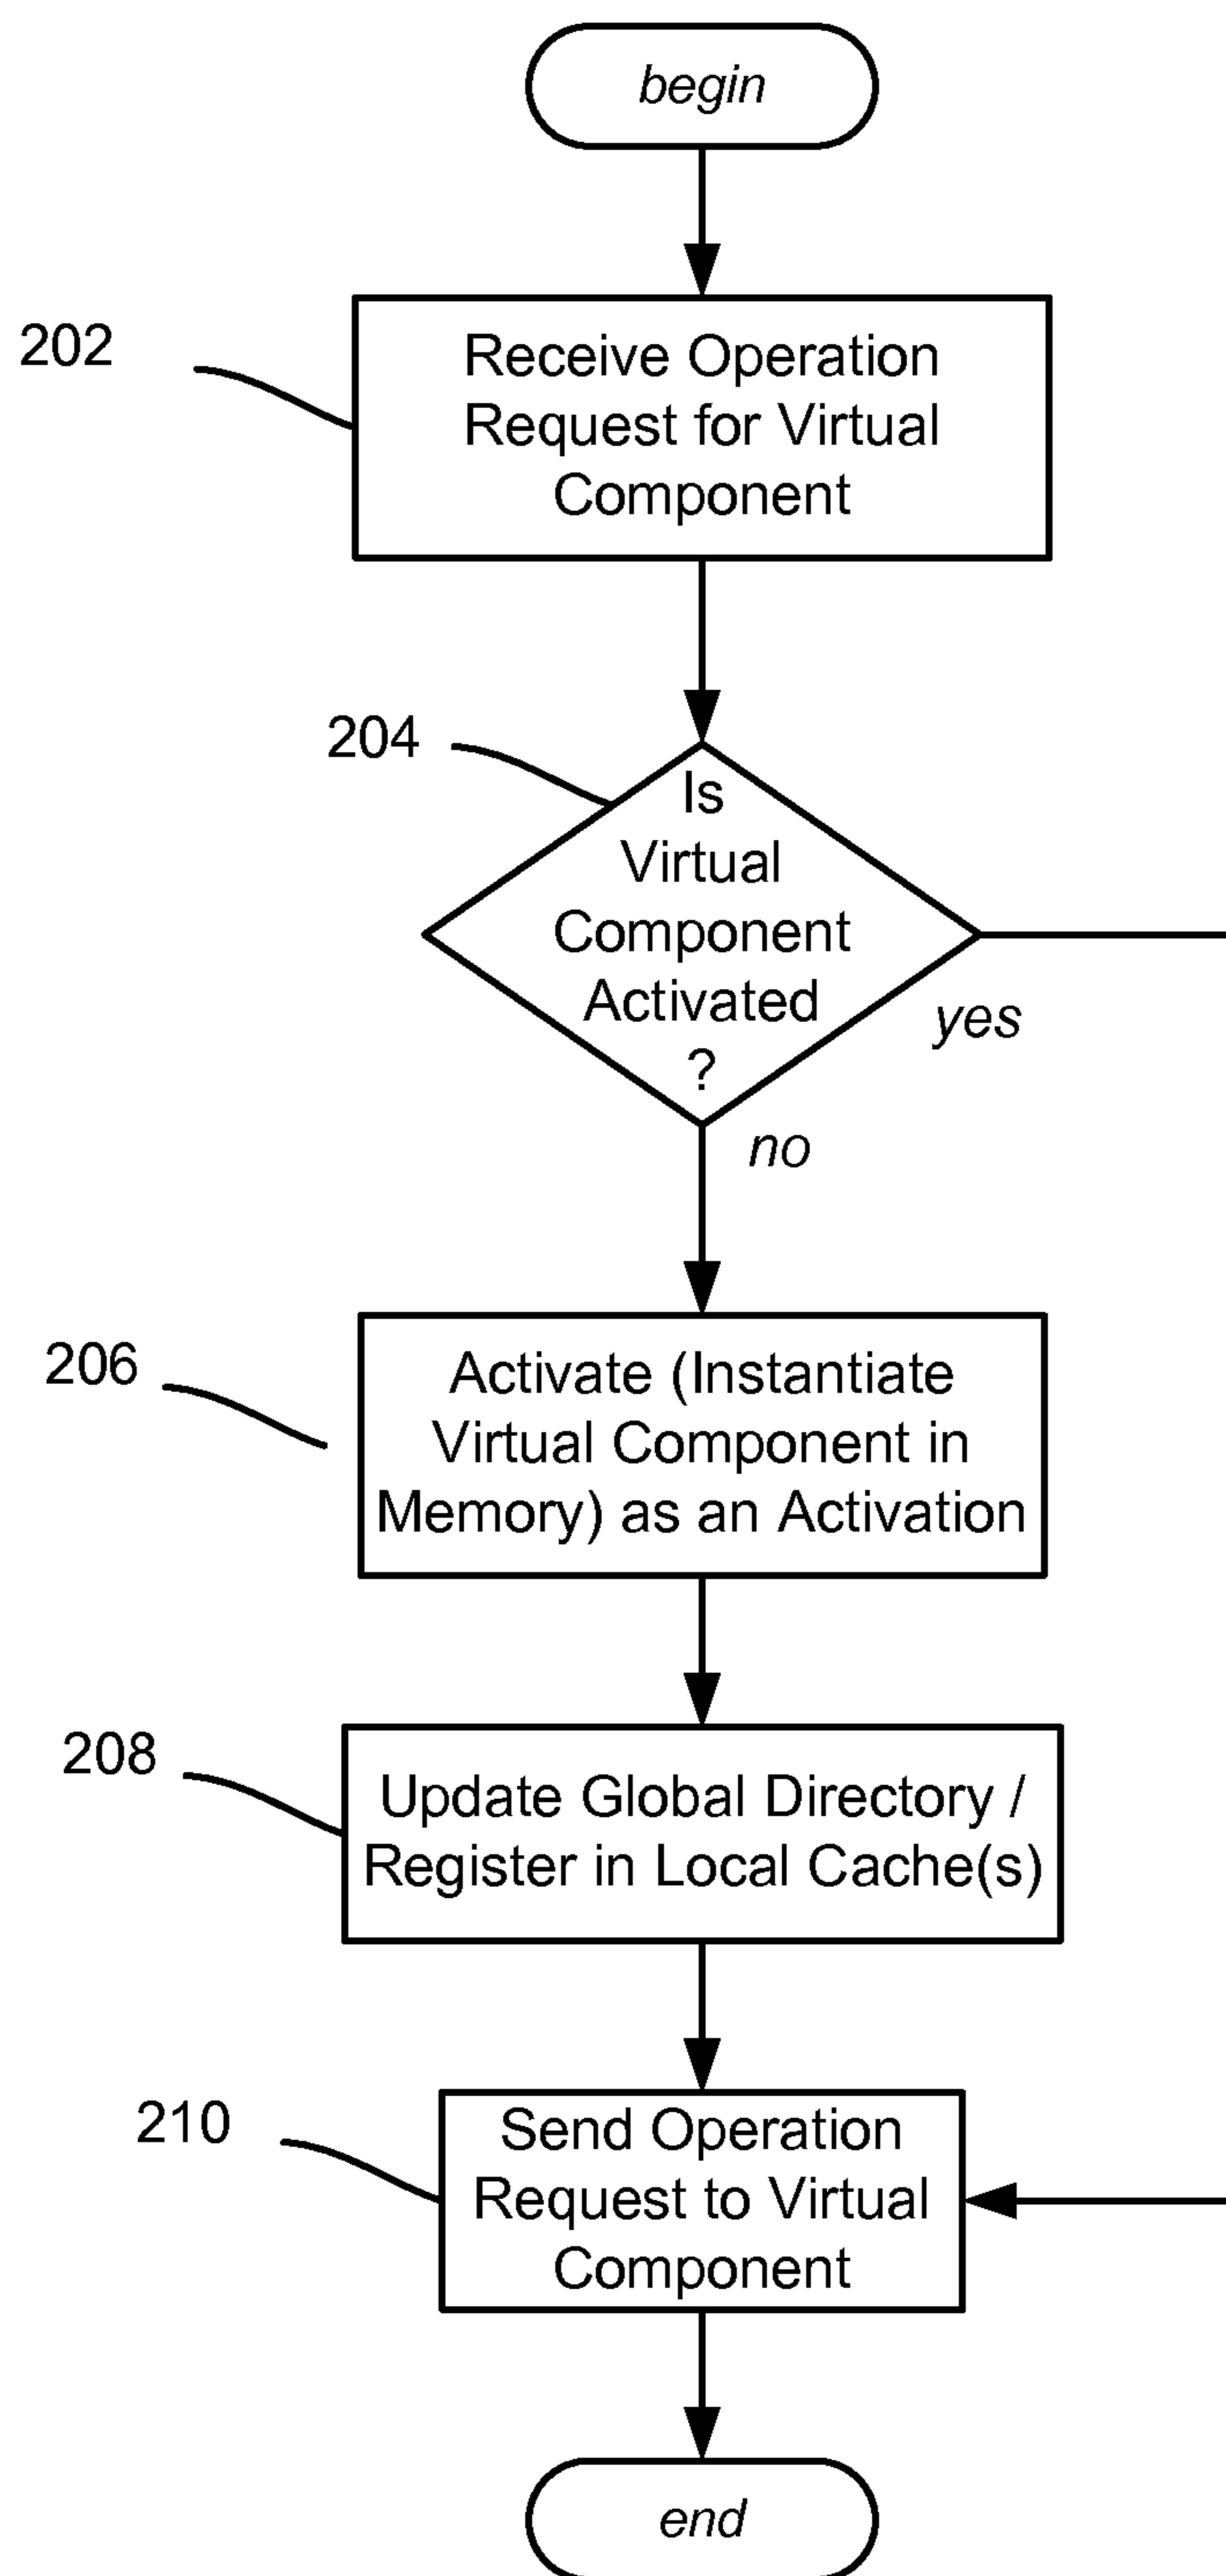 begin
202
Receive Operation
Request for Virtual
Component
204
Is
Virtual
Component
Activated
?
yes
no
206
Activate (Instantiate
Virtual Component in
Memory) as an Activation
208
Update Global Directory /
Register in Local Cache(s)
210
Send Operation
Request to Virtual
Component
end